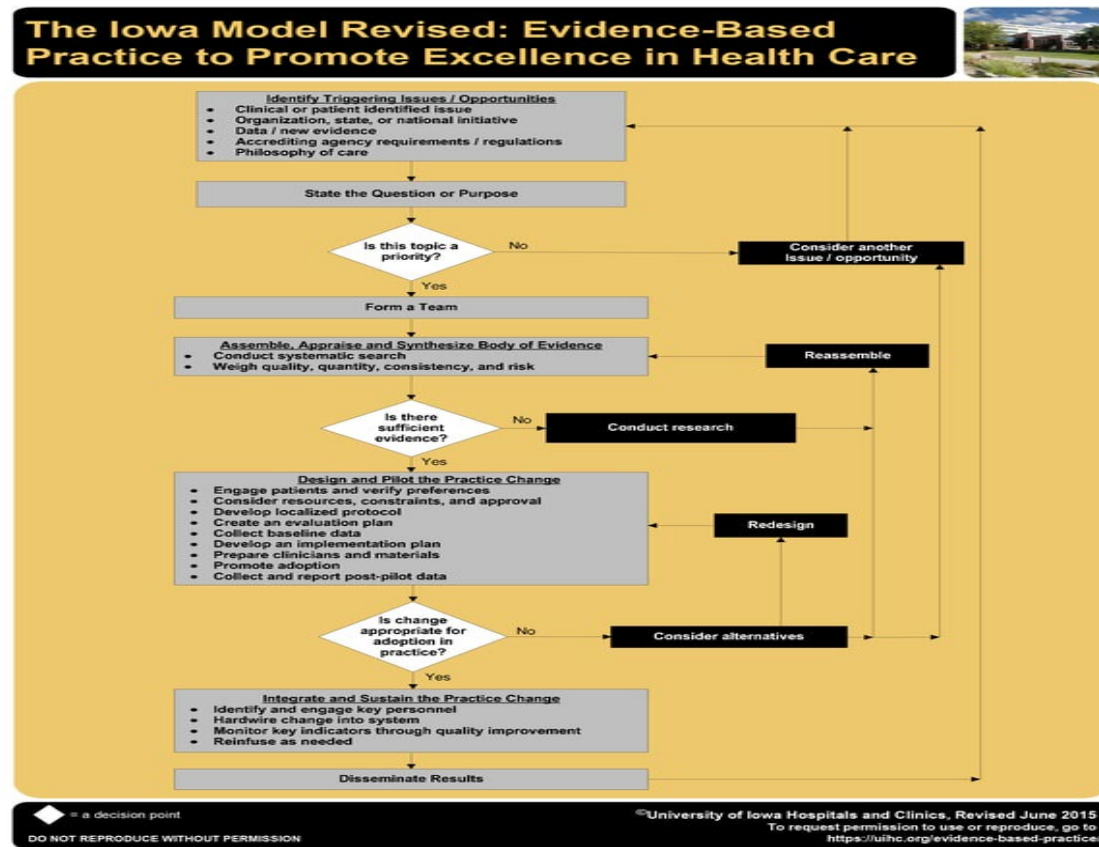 The Iowa Model Revised: Evidence-Based
Practice to Promote Excellence in Health Care
Identify Triggering Issues / Opportunities
• Clinical or patient identified issue
• Organization, state, or national initiative
• Data / new evidence
• Accrediting agency requirements / regulations
• Philosophy of care
State the Question or Purpose
Is this topic a
priority?
No
Consider another
Issue / opportunity
Yes
Form a Team
Assemble, Appraise and Synthesize Body of Evidence
• Conduct systematic search
• Weigh quality, quantity, consistency, and risk
Reassemble
Is there
sufficient
evidence?
No
Conduct research
Yes
Design and Pilot the Practice Change
• Engage patients and verify preferences
• Consider resources, constraints, and approval
• Develop localized protocol
• Create an evaluation plan
• Collect baseline data
• Develop an implementation plan
• Prepare clinicians and materials
• Promote adoption
• Collect and report post-pilot data
Redesign
Is change
appropriate for
adoption in
practice?
No
Consider alternatives
Yes
Integrate and Sustain the Practice Change
• Identify and engage key personnel
• Hardwire change into system
• Monitor key indicators through quality improvement
• Reinfuse as needed
Disseminate Results
= a decision point
DO NOT REPRODUCE WITHOUT PERMISSION
©University of Iowa Hospitals and Clinics, Revised June 2015
To request permission to use or reproduce, go to
https://uihc.org/evidence-based-practice/